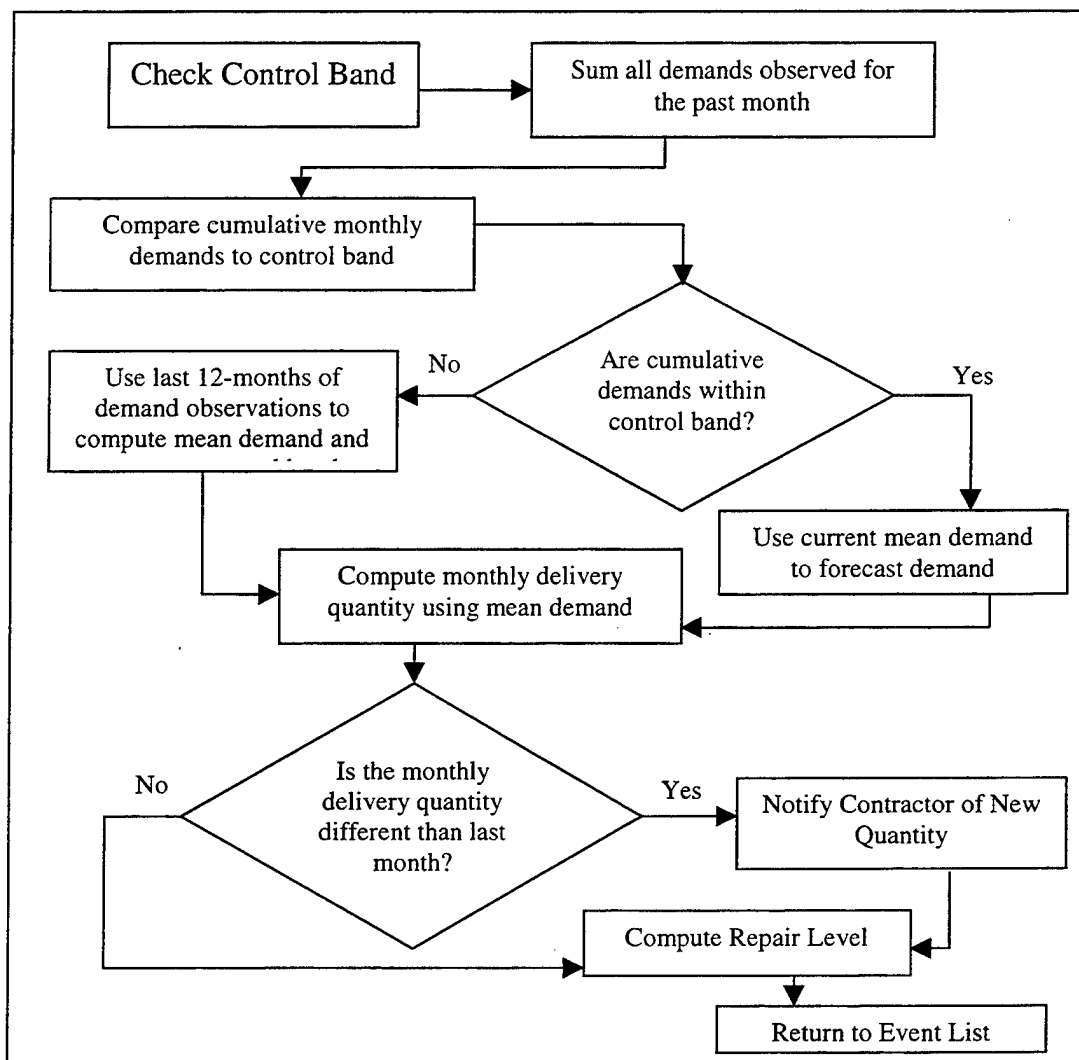 Check Control Band
Sum all demands observed for
the past month
Compare cumulative monthly
demands to control band
Are cumulative
demands within
control band?
No
Yes
Use last 12-months of
demand observations to
compute mean demand and
Use current mean demand
to forecast demand
Compute monthly delivery
quantity using mean demand
Is the monthly
delivery quantity
different than last
month?
No
Yes
Notify Contractor of New
Quantity
Compute Repair Level
Return to Event List